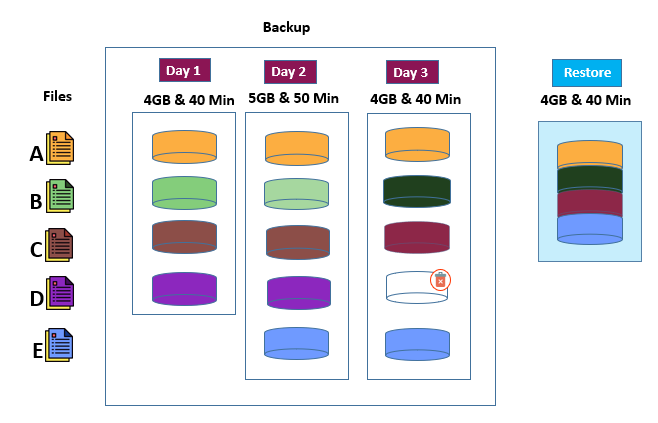 Backup
Day 1
Day 2
Day 3
Restore
Files
4GB & 40 Min
5GB & 50 Min
4GB & 40 Min
4GB & 40 Min
A
B
C
D
E